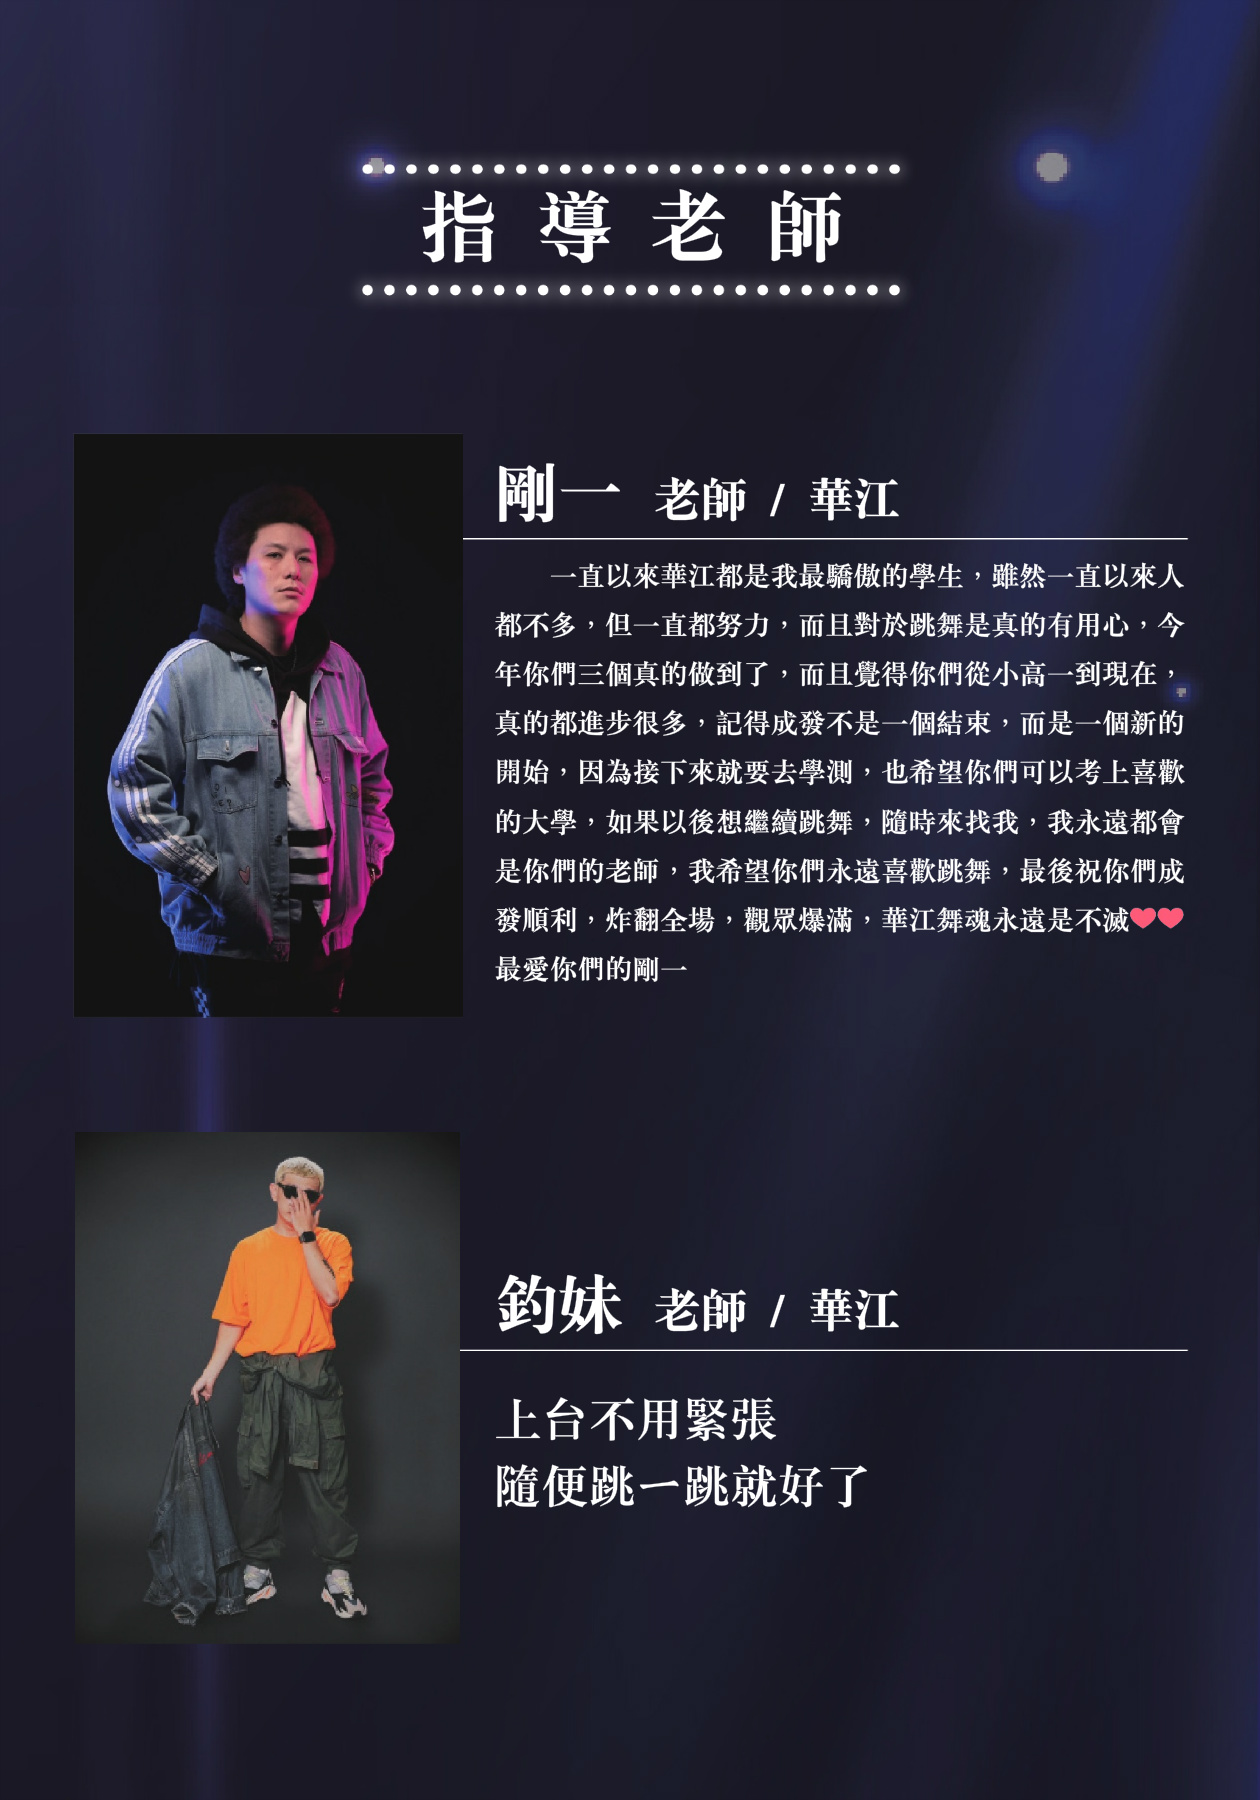 指導老師
剛一 老師 / 華江
一直以來華江都是我最驕傲的學生，雖然一直以來人
都不多，但一直都努力，而且對於跳舞是真的有用心，今
年你們三個真的做到了，而且覺得你們從小高一到現在，
真的都進步很多，記得成發不是一個結束，而是一個新的
開始，因為接下來就要去學測，也希望你們可以考上喜歡
的大學，如果以後想繼續跳舞，隨時來找我，我永遠都會
是你們的老師，我希望你們永遠喜歡跳舞，最後祝你們成
發順利，炸翻全場，觀眾爆滿，華江舞魂永遠是不滅❤❤
最愛你們的剛一
釣妹 老師 / 華江
上台不用緊張
隨便跳一跳就好了